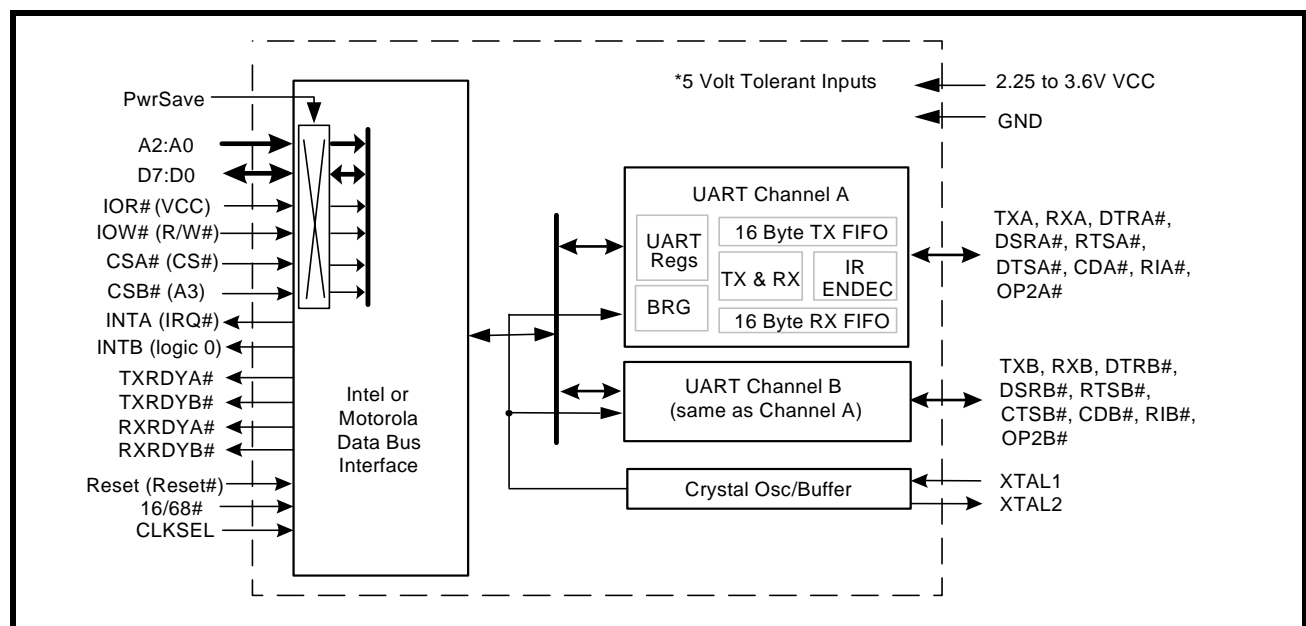 *5 Volt Tolerant Inputs
2.25 to 3.6V VCC
GND
PwrSave
A2:A0
D7:D0
IOR# (VCC)
IOW# (R/W#)
CSA# (CS#)
CSB# (A3)
INTA (IRQ#)
INTB (logic 0)
TXRDYA#
TXRDYB#
RXRDYA#
RXRDYB#
Reset (Reset#)
16/68#
CLKSEL
Intel or
Motorola
Data Bus
Interface
UART Channel A
UART
Regs
BRG
16 Byte TX FIFO
TX & RX
IR
ENDEC
16 Byte RX FIFO
TXA, RXA, DTRA#,
DSRA#, RTSA#,
DTSA#, CDA#, RIA#,
OP2A#
UART Channel B
(same as Channel A)
TXB, RXB, DTRB#,
DSRB#, RTSB#,
CTSB#, CDB#, RIB#,
OP2B#
Crystal Osc/Buffer
XTAL1
XTAL2